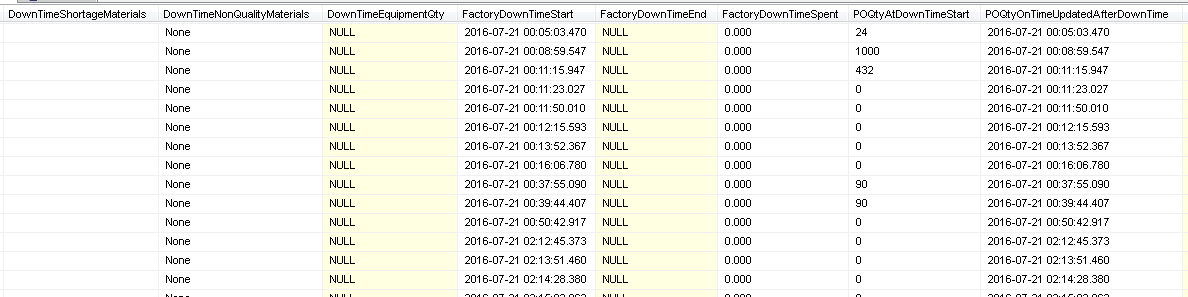 DownTimeShortageMaterials DownTimeNonQualityMaterials DownTimeEquipmentQty FactoryDownTimeStart FactoryDownTimeEnd FactoryDownTimeSpent POQtyAtDownTimeStart POQtyOnTimeUpdatedAfterDownTime
None NULL 2016-07-21 00:05:03.470 NULL 0.000 24 2016-07-21 00:05:03.470
None NULL 2016-07-21 00:08:59.547 NULL 0.000 1000 2016-07-21 00:08:59.547
None NULL 2016-07-21 00:11:15.947 NULL 0.000 432 2016-07-21 00:11:15.947
None NULL 2016-07-21 00:11:23.027 NULL 0.000 0 2016-07-21 00:11:23.027
None NULL 2016-07-21 00:11:50.010 NULL 0.000 0 2016-07-21 00:11:50.010
None NULL 2016-07-21 00:12:15.593 NULL 0.000 0 2016-07-21 00:12:15.593
None NULL 2016-07-21 00:13:52.367 NULL 0.000 0 2016-07-21 00:13:52.367
None NULL 2016-07-21 00:16:06.780 NULL 0.000 0 2016-07-21 00:16:06.780
None NULL 2016-07-21 00:37:55.090 NULL 0.000 90 2016-07-21 00:37:55.090
None NULL 2016-07-21 00:39:44.407 NULL 0.000 90 2016-07-21 00:39:44.407
None NULL 2016-07-21 00:50:42.917 NULL 0.000 0 2016-07-21 00:50:42.917
None NULL 2016-07-21 02:12:45.373 NULL 0.000 0 2016-07-21 02:12:45.373
None NULL 2016-07-21 02:13:51.460 NULL 0.000 0 2016-07-21 02:13:51.460
None NULL 2016-07-21 02:14:28.380 NULL 0.000 0 2016-07-21 02:14:28.380